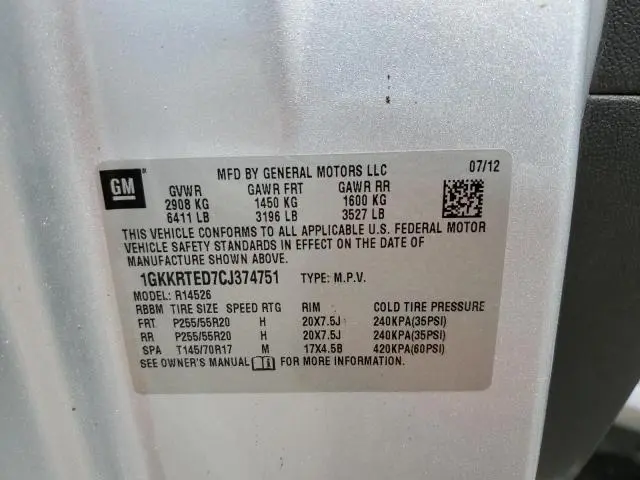 GM
MFD BY GENERAL MOTORS LLC 07/12
GVWR GAWR FRT GAWR RR
2908 KG 1450 KG 1600 KG
6411 LB 3196 LB 3527 LB
THIS VEHICLE CONFORMS TO ALL APPLICABLE U.S. FEDERAL MOTOR
VEHICLE SAFETY STANDARDS IN EFFECT ON THE DATE OF
MANUFACTURE SHOWN ABOVE.
1GKKRTED7CJ374751 TYPE: M.P.V.
MODEL: R14526
RBBM TIRE SIZE SPEED RTG RIM COLD TIRE PRESSURE
FRT P255/55R20 H 20X7.5J 240KPA(35PSI)
RR P255/55R20 H 20X7.5J 240KPA(35PSI)
SPA T145/70R17 M 17X4.5B 420KPA(60PSI)
SEE OWNER'S MANUAL FOR MORE INFORMATION.